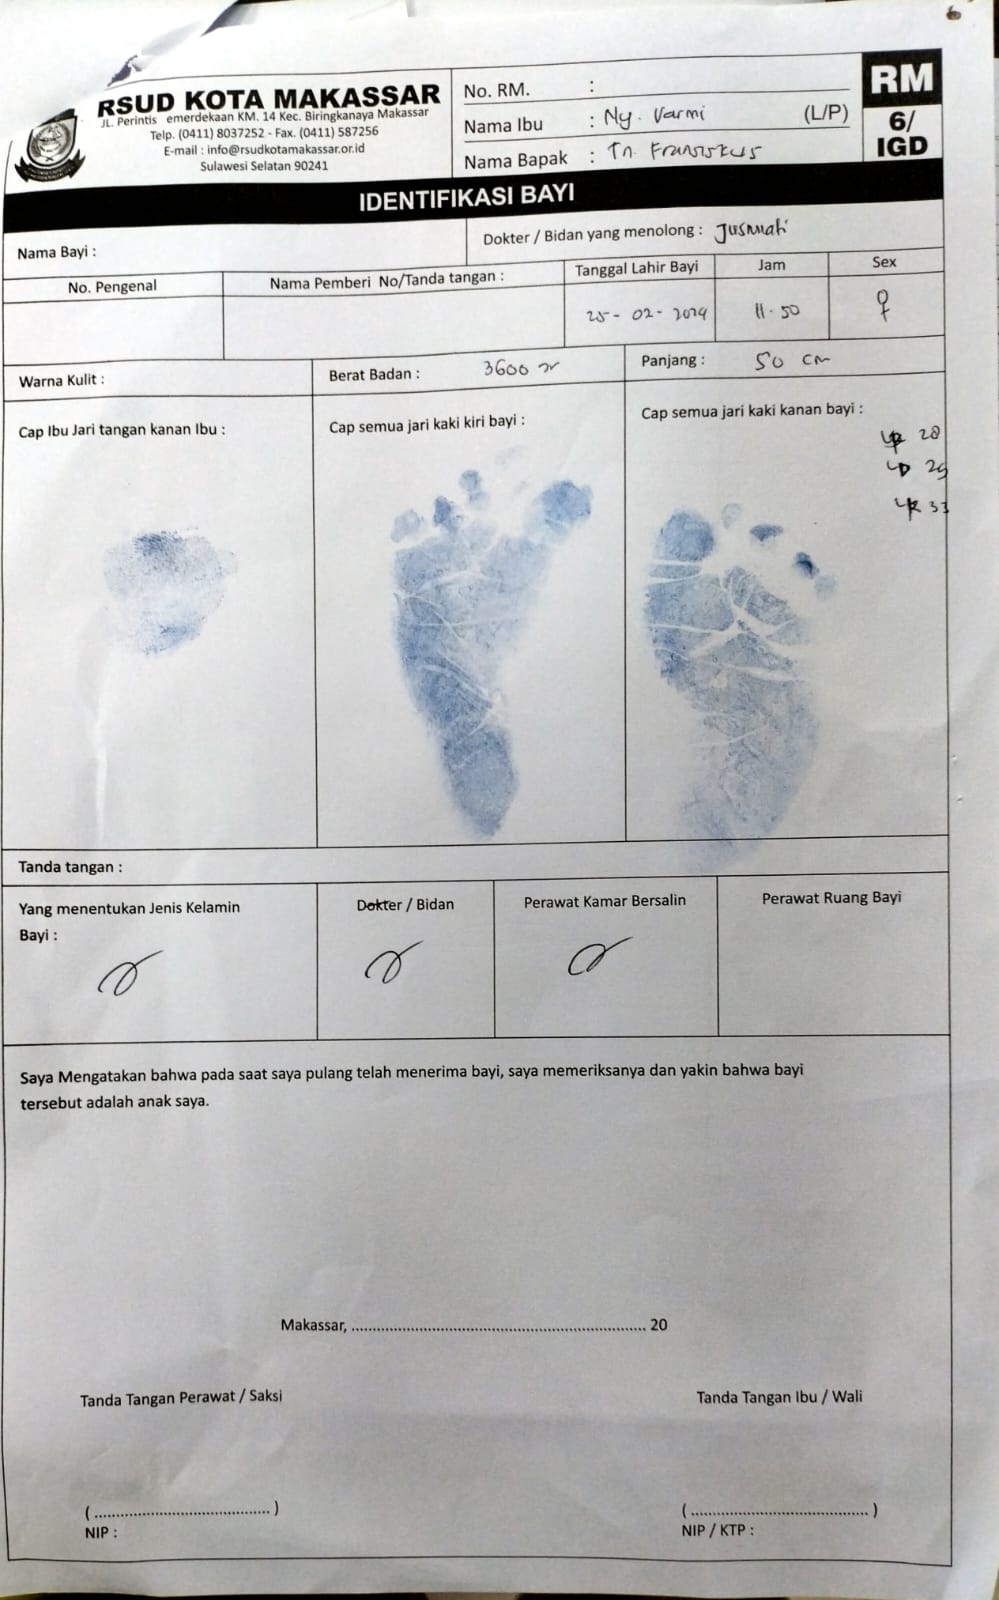 RSUD KOTA MAKASSAR
JL. Perintis emerdekaan KM. 14 Kec. Biringkanaya Makassar
Telp. (0411) 8037252 - Fax. (0411) 587256
E-mail : info@rsudkotamakassar.or.id
Sulawesi Selatan 90241
No. RM. :
Nama Ibu : Ny. Varmi (L/P)
Nama Bapak : Tn. Fransiskus
RM
6/
IGD
IDENTIFIKASI BAYI
Nama Bayi :
Dokter / Bidan yang menolong : Jusmiati
No. Pengenal
Nama Pemberi No/Tanda tangan :
Tanggal Lahir Bayi
Jam
Sex
25 - 02 - 2024
11.50
♀
Warna Kulit :
Berat Badan : 3600 gr
Panjang : 50 cm
Cap Ibu Jari tangan kanan Ibu :
Cap semua jari kaki kiri bayi :
Cap semua jari kaki kanan bayi :
28
LD 29
33
Tanda tangan :
Yang menentukan Jenis Kelamin
Bayi :
Dokter / Bidan
Perawat Kamar Bersalin
Perawat Ruang Bayi
Saya Mengatakan bahwa pada saat saya pulang telah menerima bayi, saya memeriksanya dan yakin bahwa bayi
tersebut adalah anak saya.
Makassar, ................................................................ 20
Tanda Tangan Perawat / Saksi
Tanda Tangan Ibu / Wali
( ........................................ )
NIP :
( ........................................ )
NIP / KTP :